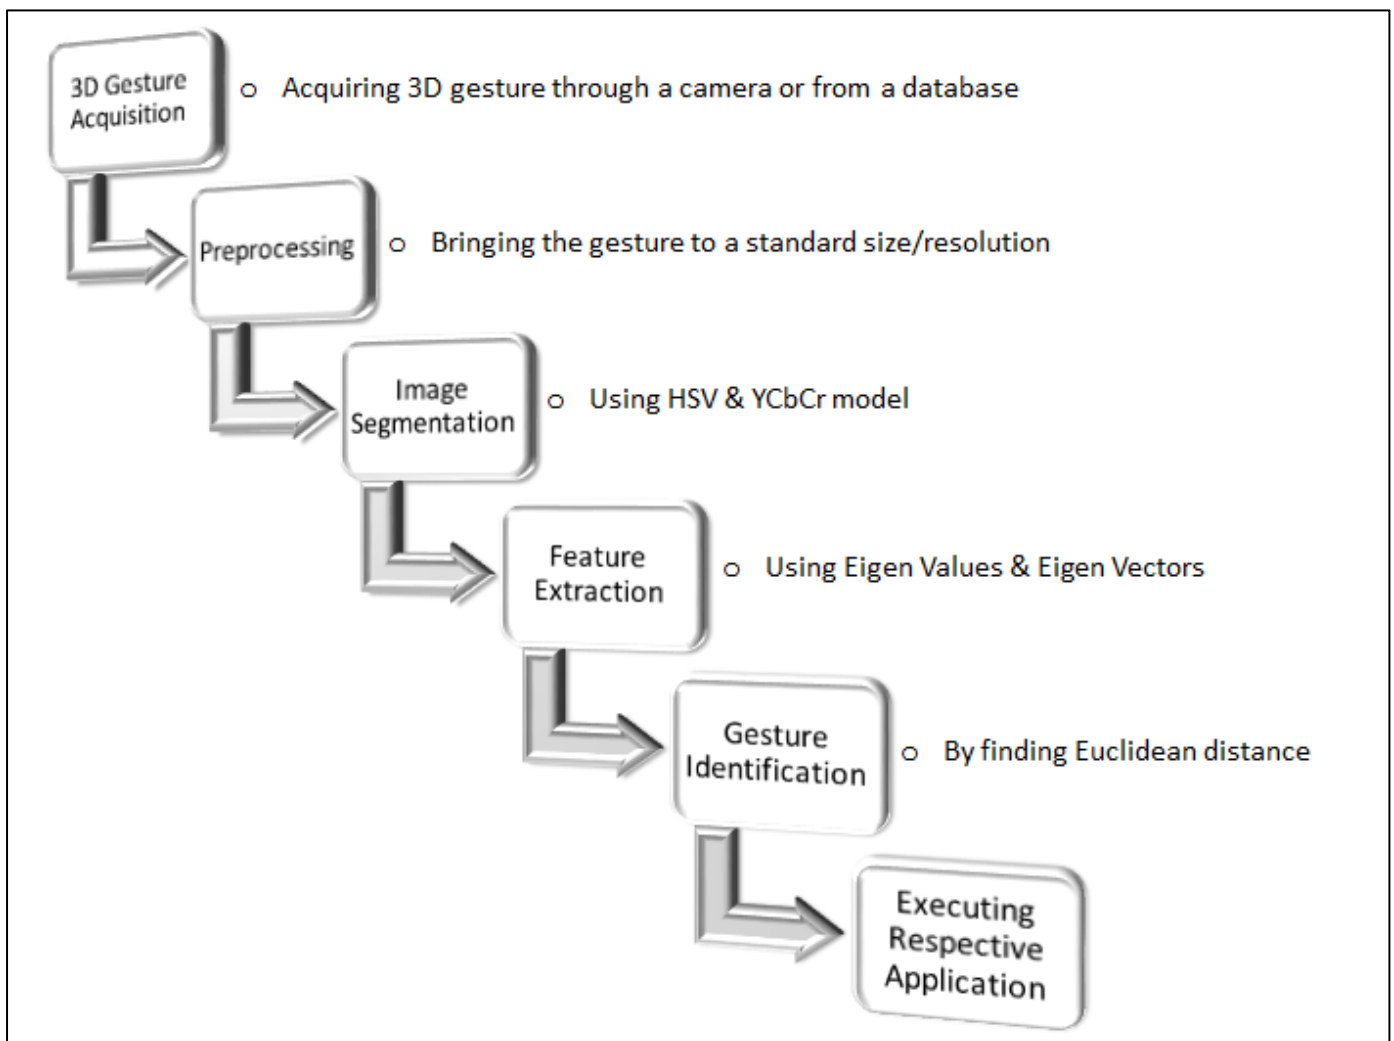 3D Gesture
Acquisition
o Acquiring 3D gesture through a camera or from a database
Preprocessing
o Bringing the gesture to a standard size/resolution
Image
Segmentation
o Using HSV & YCbCr model
Feature
Extraction
o Using Eigen Values & Eigen Vectors
Gesture
Identification
o By finding Euclidean distance
Executing
Respective
Application